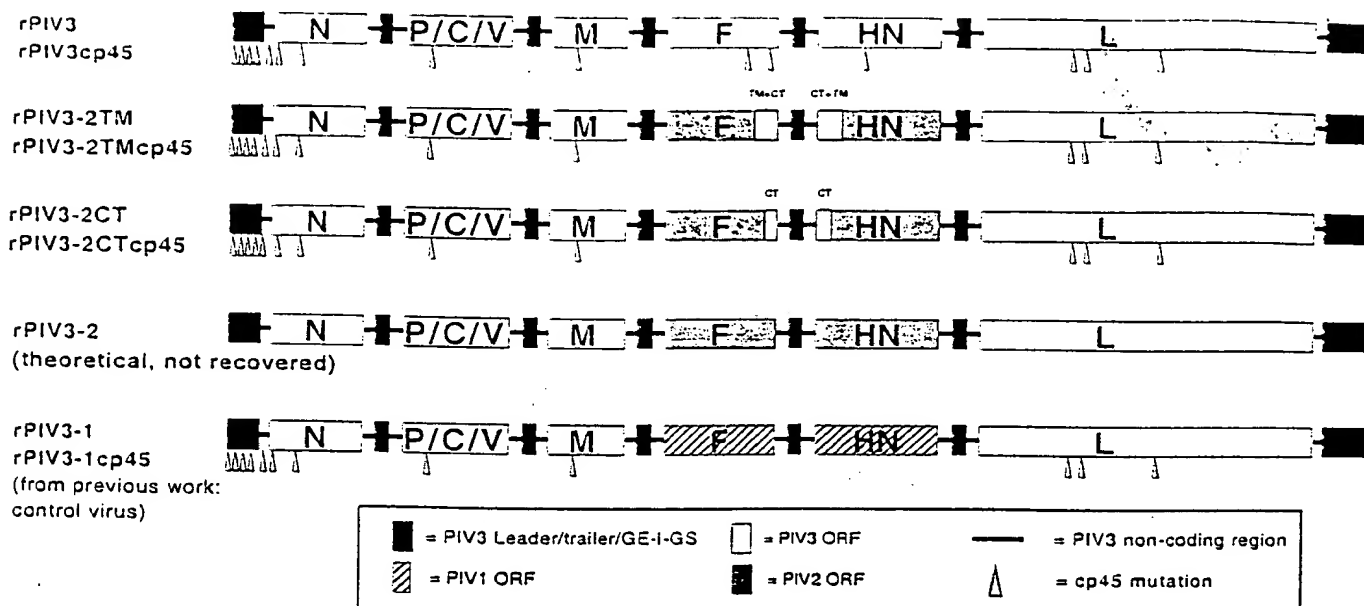 rPIV3
rPIV3cp45
N P/C/V M F HN L
TM+CT CT+TM
rPIV3-2TM
rPIV3-2TMcp45
N P/C/V M F HN L
CT CT
rPIV3-2CT
rPIV3-2CTcp45
N P/C/V M F HN L
rPIV3-2
(theoretical, not recovered)
N P/C/V M F HN L
rPIV3-1
rPIV3-1cp45
(from previous work:
control virus)
N P/C/V M F HN L
= PIV3 Leader/trailer/GE-i-GS
= PIV3 ORF
= PIV3 non-coding region
= PIV1 ORF
= PIV2 ORF
= cp45 mutation